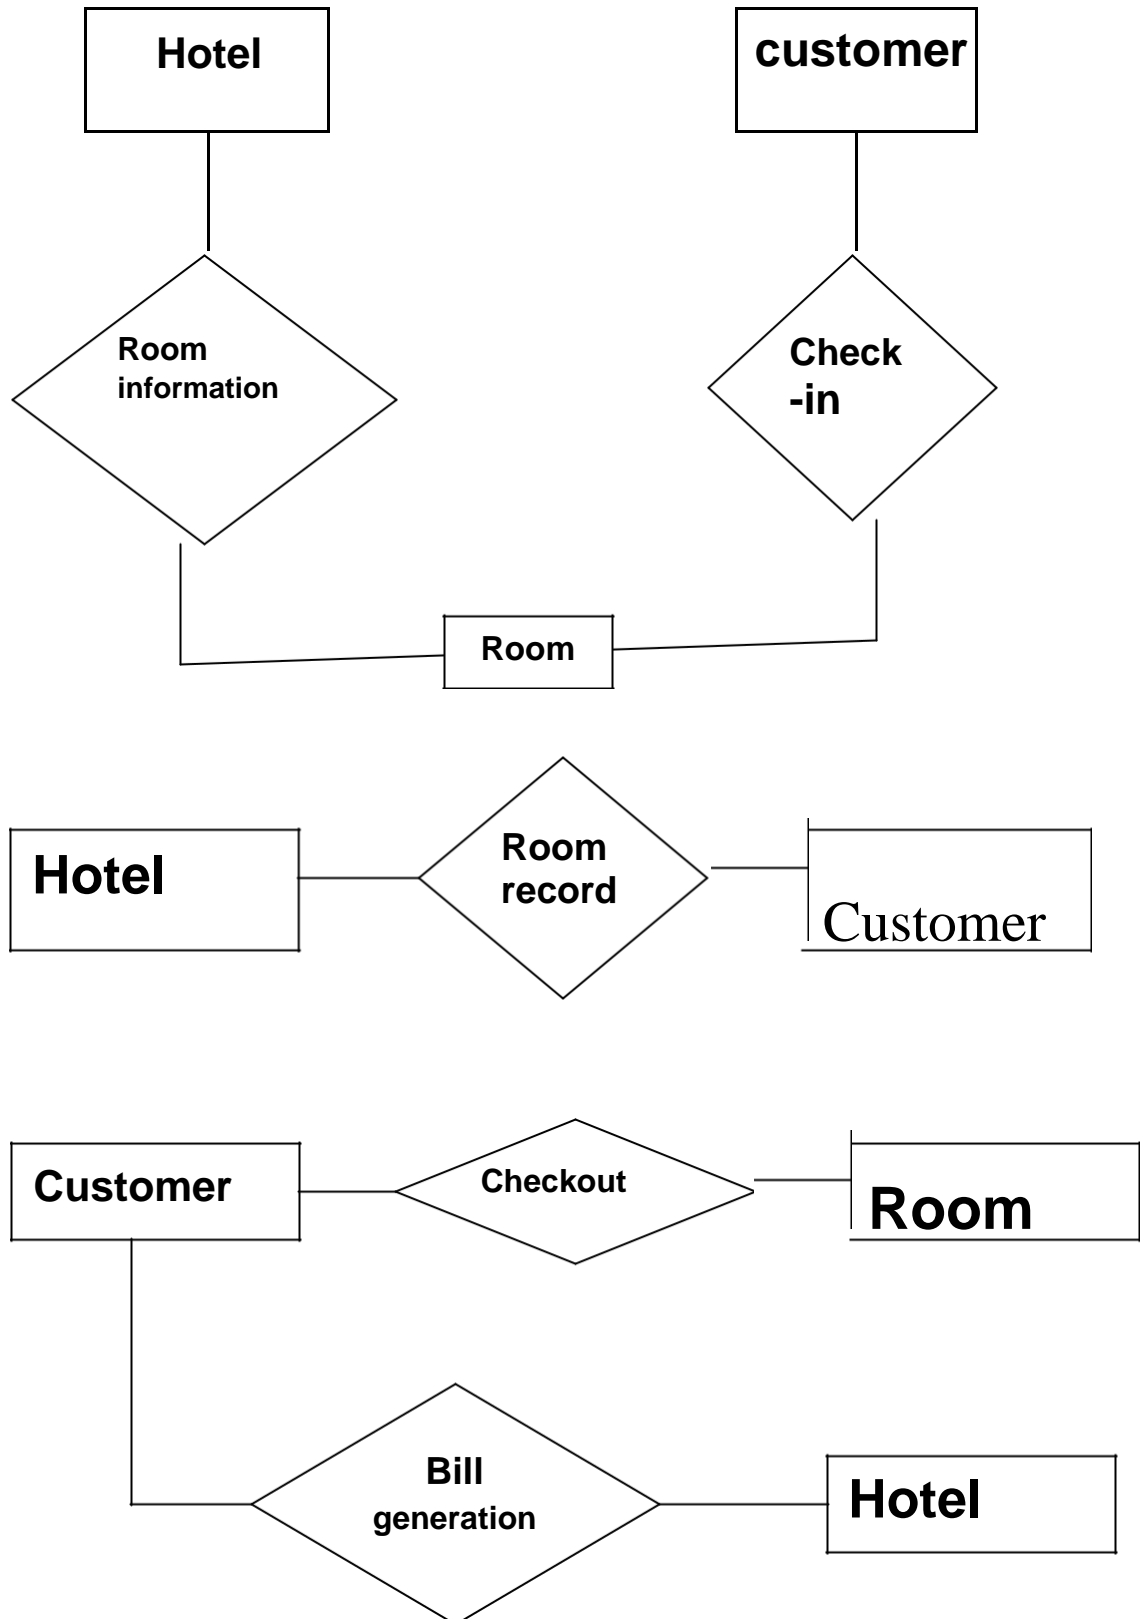 Hotel
customer
Room
information
Check
-in
Room
Hotel
Room
record
Customer
Customer
Checkout
Room
Bill
generation
Hotel